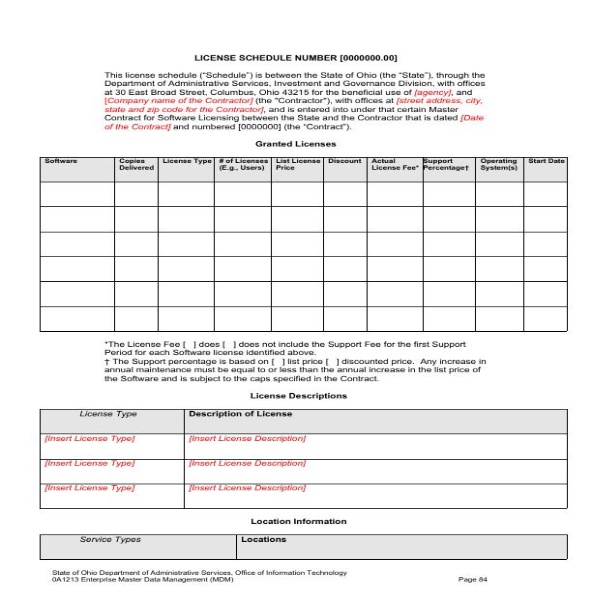 LICENSE SCHEDULE NUMBER [0000000.00]
This license schedule (“Schedule”) is between the State of Ohio (the “State”), through the
Department of Administrative Services, Investment and Governance Division, with offices
at 30 East Broad Street, Columbus, Ohio 43215 for the beneficial use of [agency], and
[Company name of the Contractor] (the "Contractor"), with offices at [street address, city,
state and zip code for the Contractor], and is entered into under that certain Master
Contract for Software Licensing between the State and the Contractor that is dated [Date
of the Contract] and numbered [0000000] (the “Contract”).
Granted Licenses
Software Copies Delivered License Type # of Licenses (E.g., Users) List License Price Discount Actual License Fee* Support Percentage† Operating System(s) Start Date
*The License Fee [ ] does [ ] does not include the Support Fee for the first Support
Period for each Software license identified above.
† The Support percentage is based on [ ] list price [ ] discounted price. Any increase in
annual maintenance must be equal to or less than the annual increase in the list price of
the Software and is subject to the caps specified in the Contract.
License Descriptions
License Type Description of License
[Insert License Type] [Insert License Description]
[Insert License Type] [Insert License Description]
[Insert License Type] [Insert License Description]
Location Information
Service Types Locations
State of Ohio Department of Administrative Services, Office of Information Technology
0A1213 Enterprise Master Data Management (MDM) Page 84